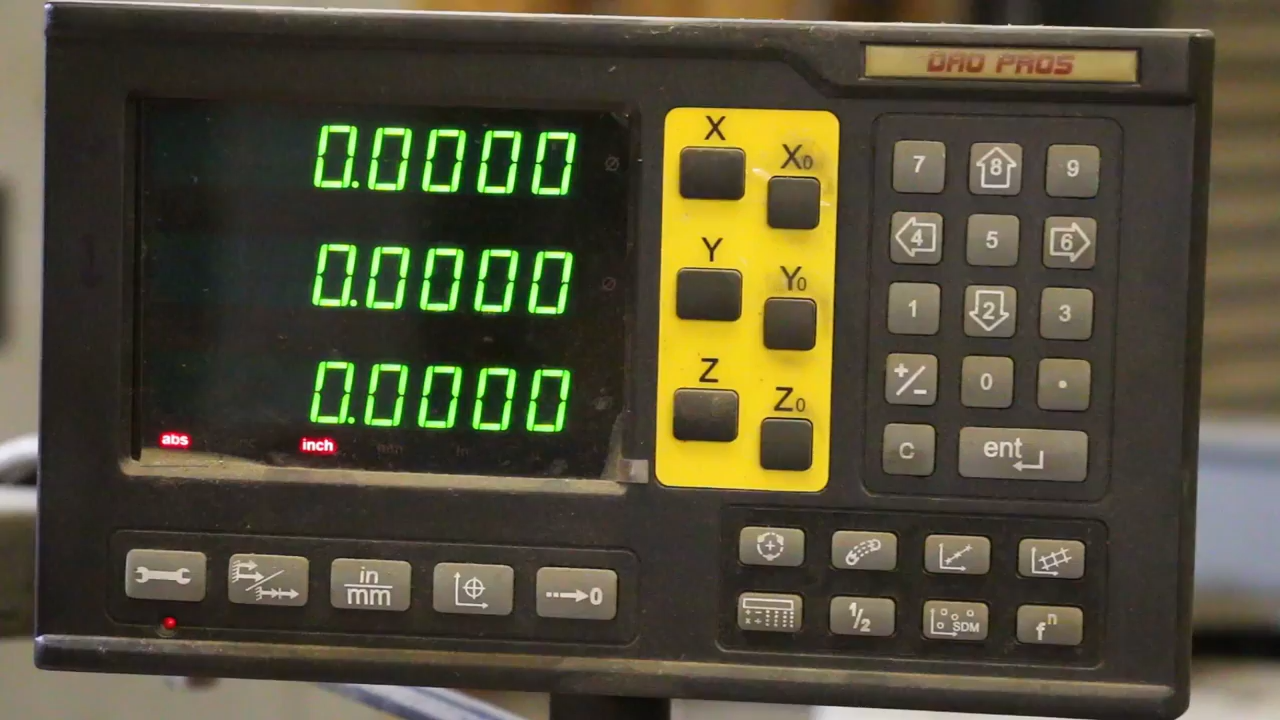 DRO PROS
0.0000
0.0000
0.0000
abs
inch
X
X0
Y
Y0
Z
Z0
7 8 9
4 5 6
1 2 3
+/- 0 .
C ent
in/mm
→0
1/2
SDM
fn